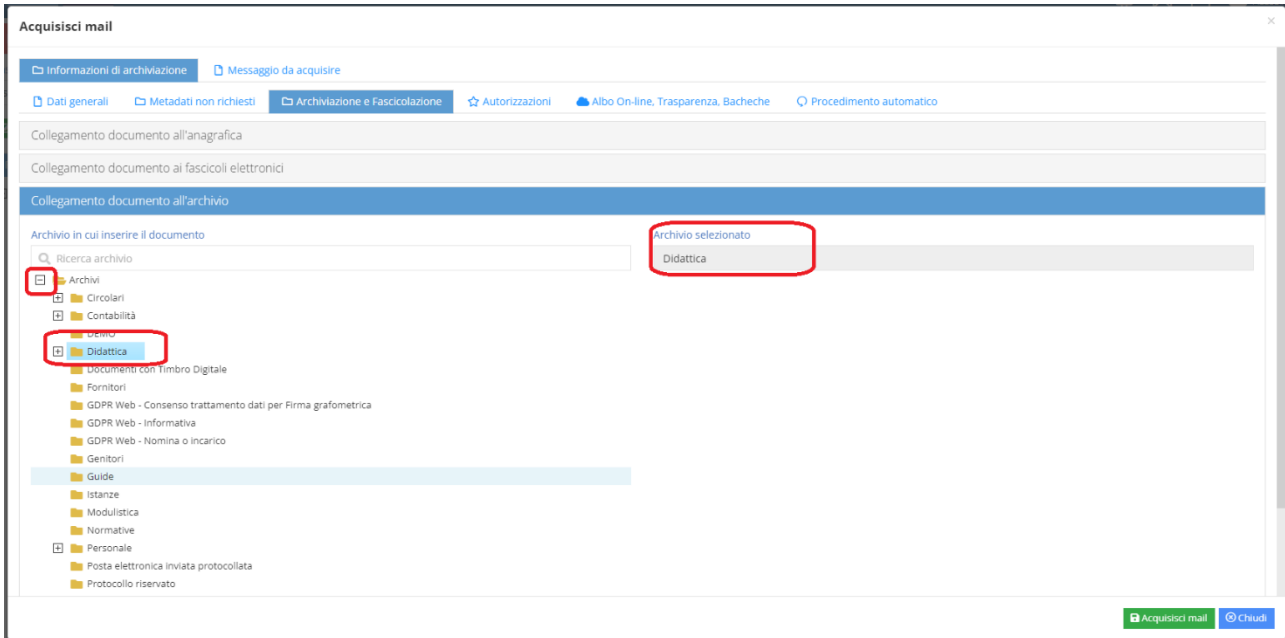 Acquisisci mail
Informazioni di archiviazione Messaggio da acquisire
Dati generali Metadati non richiesti Archiviazione e Fascicolazione Autorizzazioni Albo On-line, Trasparenza, Bacheche Procedimento automatico
Collegamento documento all'anagrafica
Collegamento documento ai fascicoli elettronici
Collegamento documento all'archivio
Archivio in cui inserire il documento Archivio selezionato
Ricerca archivio Didattica
Archivi
Circolari
Contabilità
DEMO
Didattica
Documenti con Timbro Digitale
Fornitori
GDPR Web - Consenso trattamento dati per Firma grafometrica
GDPR Web - Informativa
GDPR Web - Nomina o incarico
Genitori
Guide
Istanze
Modulistica
Normative
Personale
Posta elettronica inviata protocollata
Protocollo riservato
Acquisisci mail Chiudi